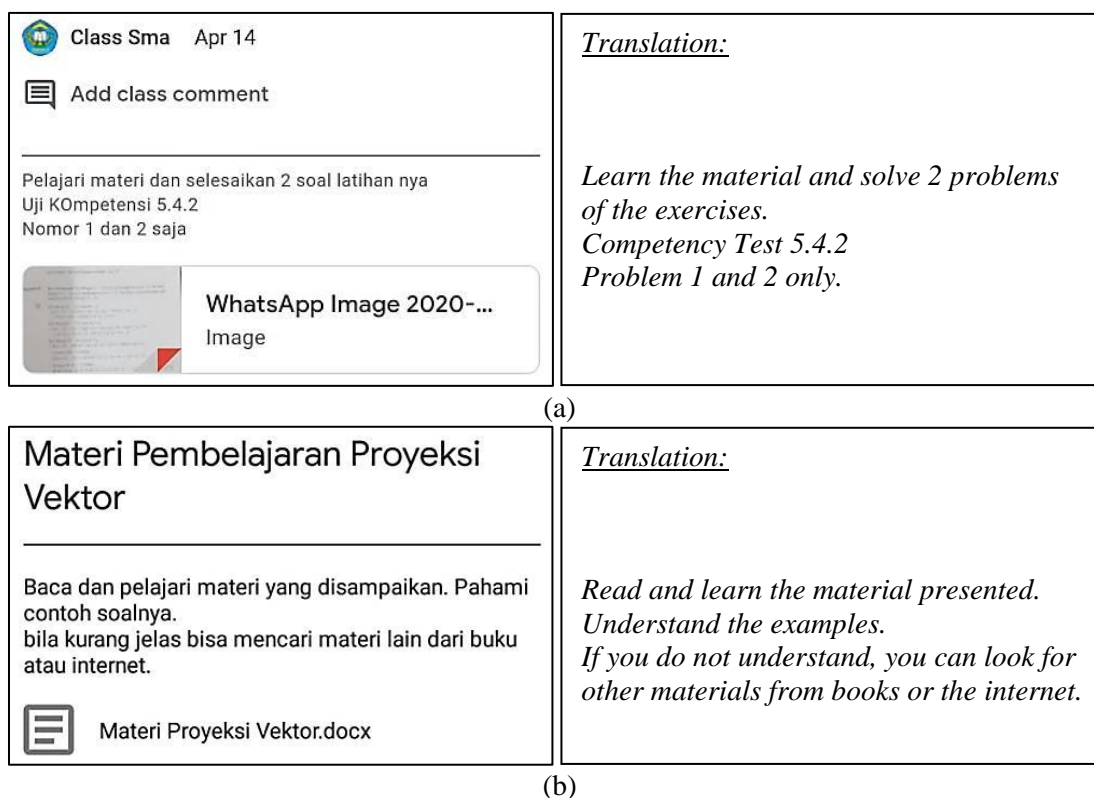 Class Sma Apr 14
Add class comment
Pelajari materi dan selesaikan 2 soal latihan nya
Uji KOmpetensi 5.4.2
Nomor 1 dan 2 saja
WhatsApp Image 2020-...
Image
Translation:
Learn the material and solve 2 problems
of the exercises.
Competency Test 5.4.2
Problem 1 and 2 only.
(a)
Materi Pembelajaran Proyeksi
Vektor
Baca dan pelajari materi yang disampaikan. Pahami
contoh soalnya.
bila kurang jelas bisa mencari materi lain dari buku
atau internet.
Materi Proyeksi Vektor.docx
Translation:
Read and learn the material presented.
Understand the examples.
If you do not understand, you can look for
other materials from books or the internet.
(b)